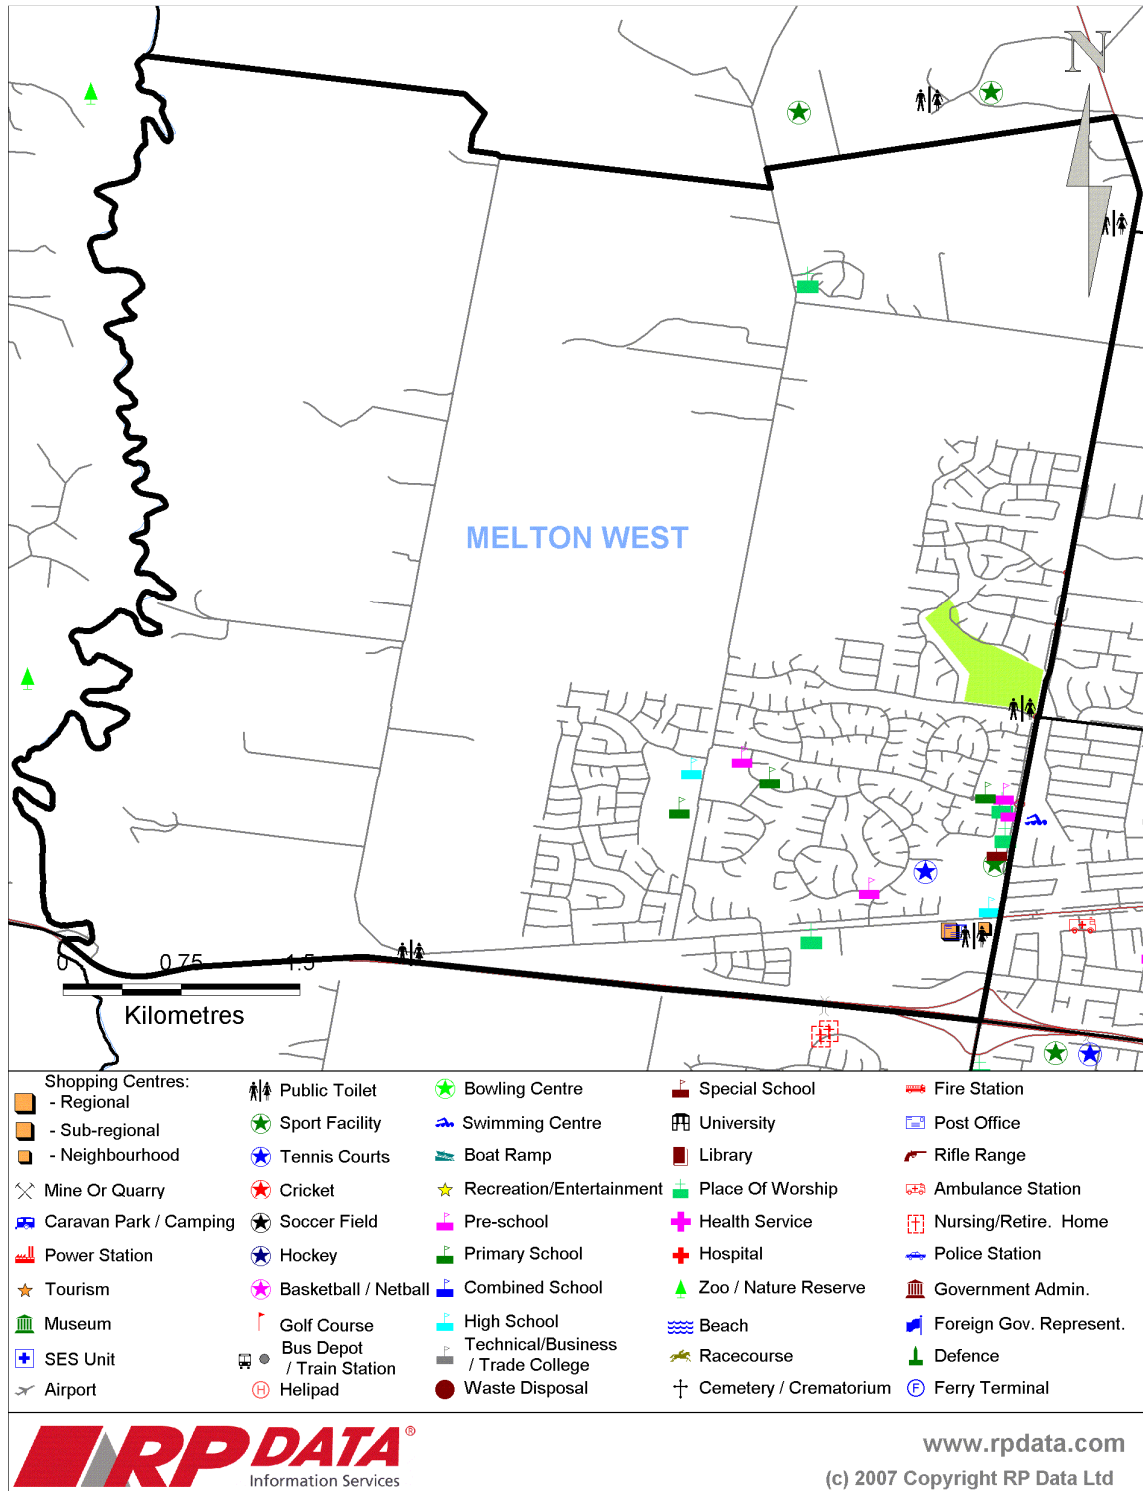 N
MELTON WEST
0 0.75 1.5
Kilometres
Shopping Centres:
- Regional
- Sub-regional
- Neighbourhood
Mine Or Quarry
Caravan Park / Camping
Power Station
Tourism
Museum
SES Unit
Airport
Public Toilet
Sport Facility
Tennis Courts
Cricket
Soccer Field
Hockey
Basketball / Netball
Golf Course
Bus Depot
/ Train Station
H Helipad
Bowling Centre
Swimming Centre
Boat Ramp
Recreation/Entertainment
Pre-school
Primary School
Combined School
High School
Technical/Business
/ Trade College
Waste Disposal
Special School
University
Library
Place Of Worship
Health Service
Hospital
Zoo / Nature Reserve
Beach
Racecourse
Cemetery / Crematorium
Fire Station
Post Office
Rifle Range
Ambulance Station
Nursing/Retire. Home
Police Station
Government Admin.
Foreign Gov. Represent.
Defence
F Ferry Terminal
RP DATA®
Information Services
www.rpdata.com
(c) 2007 Copyright RP Data Ltd